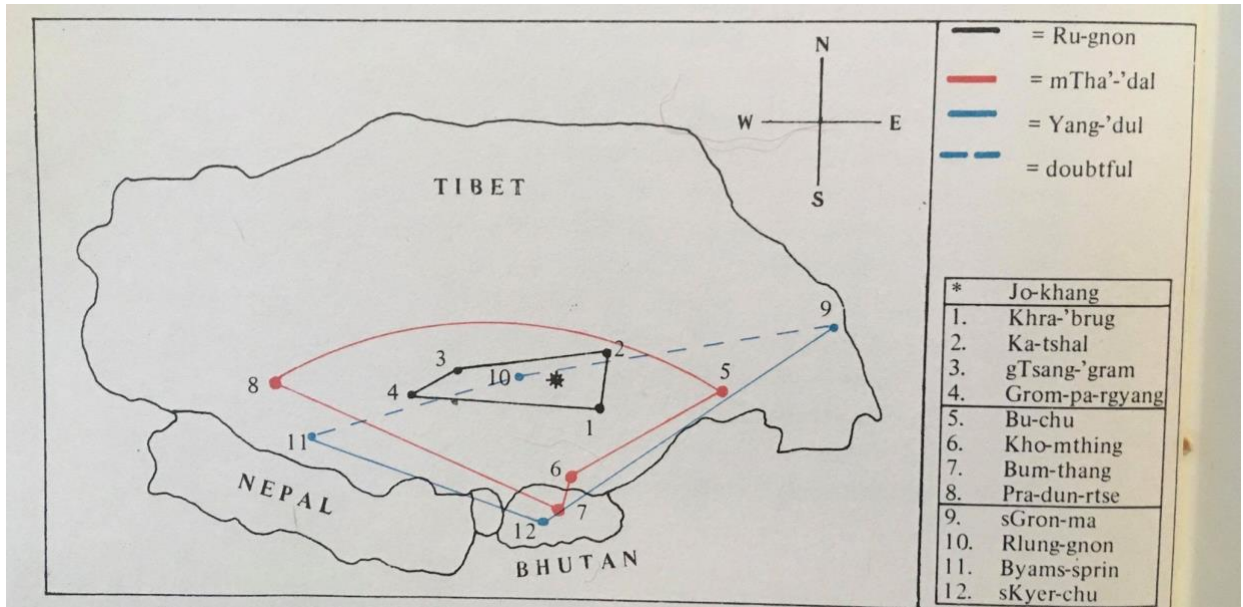 N
W
E
S
TIBET
NEPAL
BHUTAN
1
2
3
4
5
6
7
8
9
10
11
12
= Ru-gnon
= mTha'-'dal
= Yang-'dul
= doubtful
* Jo-khang
1. Khra-'brug
2. Ka-tshal
3. gTsang-'gram
4. Grom-pa-rgyang
5. Bu-chu
6. Kho-mthing
7. Bum-thang
8. Pra-dun-rtse
9. sGron-ma
10. Rlung-gnon
11. Byams-sprin
12. sKyer-chu